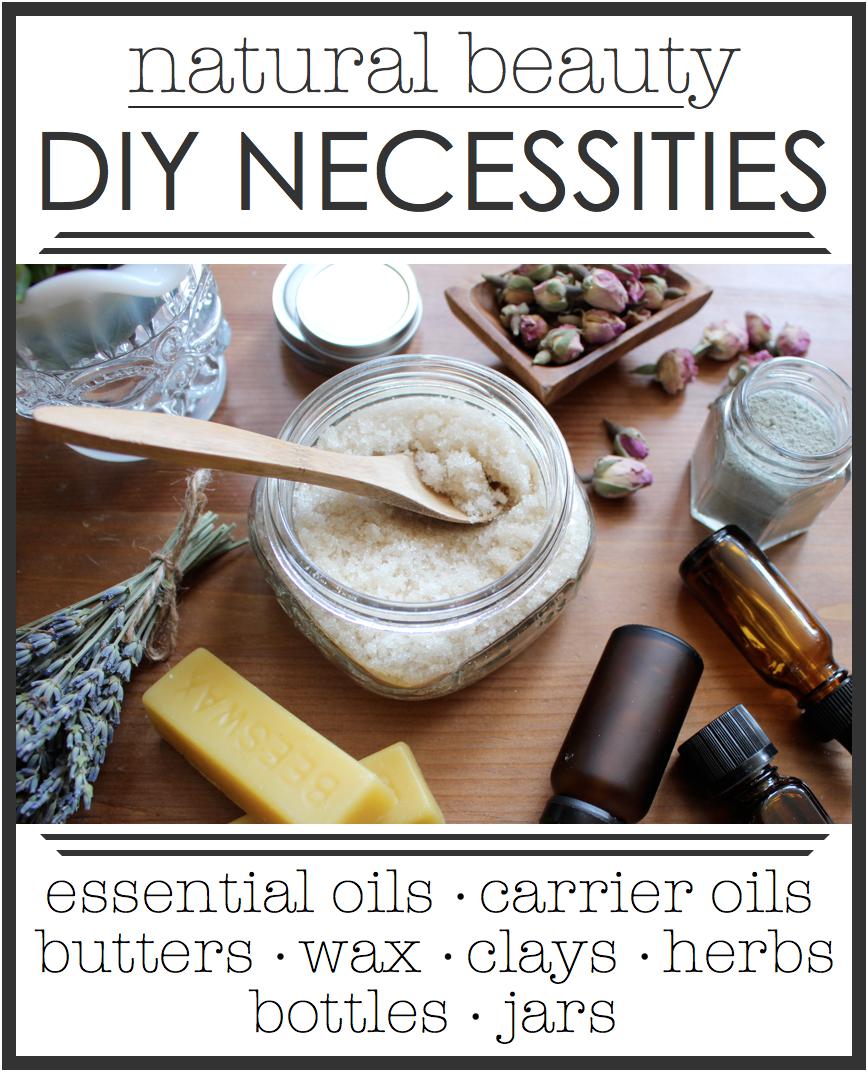 natural beauty
DIY NECESSITIES
BEESWAX
essential oils · carrier oils
butters · wax · clays · herbs
bottles · jars